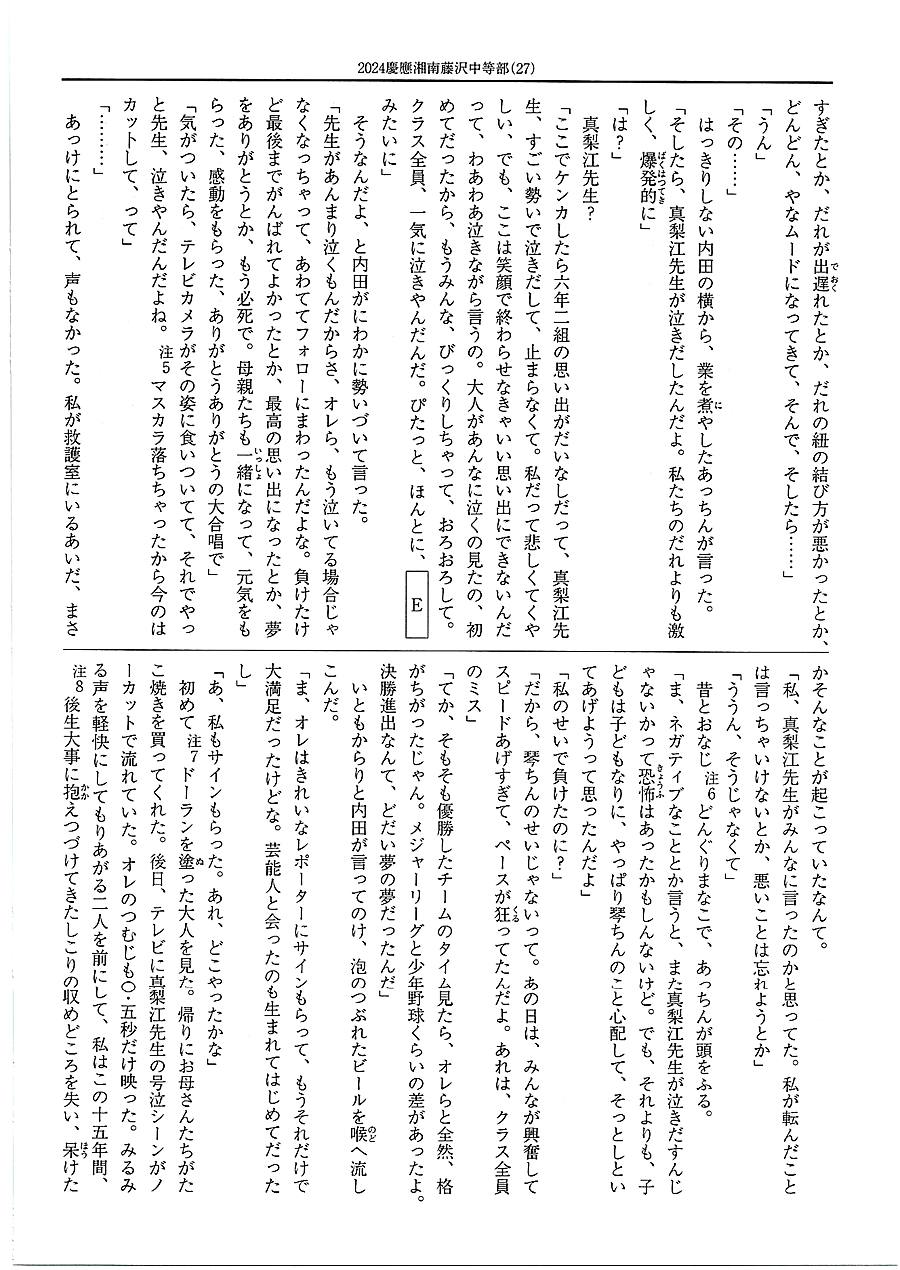 2024慶應湘南藤沢中等部(27)
すぎたとか、だれが出遅れたとか、だれの紐の結び方が悪かったとか、
どんどん、やなムードになってきて、そんで、そしたら……」
「うん」
「その……」
はっきりしない内田の横から、業を煮やしたあっちんが言った。
「そしたら、真梨江先生が泣きだしたんだよ。私たちのだれよりも激
しく、爆発的に」
「は？」
真梨江先生？
「ここでケンカしたら六年二組の思い出がだいなしだって、真梨江先
生、すごい勢いで泣きだして、止まらなくて。私だって悲しくてくや
しい、でも、ここは笑顔で終わらせなきゃいい思い出にできないんだ
って、わあわあ泣きながら言うの。大人があんなに泣くの見たの、初
めてだったから、もうみんな、びっくりしちゃって、おろおろして。
クラス全員、一気に泣きやんだんだ。ぴたっと、ほんとに、E
みたいに」
そうなんだよ、と内田がにわかに勢いづいて言った。
「先生があんまり泣くもんだからさ、オレら、もう泣いてる場合じゃ
なくなっちゃって、あわててフォローにまわったんだよな。負けたけ
ど最後までがんばれてよかったとか、最高の思い出になったとか、夢
をありがとうとか、もう必死で。母親たちも一緒になって、元気をも
らった、感動をもらった、ありがとうありがとうの大合唱で」
「気がついたら、テレビカメラがその姿に食いついてて、それでやっ
と先生、泣きやんだんだよね。注5マスカラ落ちちゃったから今のは
カットして、って」
「………」
あっけにとられて、声もなかった。私が救護室にいるあいだ、まさ
かそんなことが起こっていたなんて。
「私、真梨江先生がみんなに言ったのかと思ってた。私が転んだこと
は言っちゃいけないとか、悪いことは忘れようとか」
「ううん、そうじゃなくて」
昔とおなじ注6どんぐりまなこで、あっちんが頭をふる。
「ま、ネガティブなこととか言うと、また真梨江先生が泣きだすんじ
ゃないかって恐怖はあったかもしんないけど。でも、それよりも、子
どもは子どもなりに、やっぱり琴ちんのこと心配して、そっとしとい
てあげようって思ったんだよ」
「私のせいで負けたのに？」
「だから、琴ちんのせいじゃないって。あの日は、みんなが興奮して
スピードあげすぎて、ペースが狂ってたんだよ。あれは、クラス全員
のミス」
「てか、そもそも優勝したチームのタイム見たら、オレらと全然、格
がちがったじゃん。メジャーリーグと少年野球くらいの差があったよ。
決勝進出なんて、どだい夢の夢だったんだ」
いともからりと内田が言ってのけ、泡のつぶれたビールを喉へ流し
こんだ。
「ま、オレはきれいなレポーターにサインもらって、もうそれだけで
大満足だったけどな。芸能人と会ったのも生まれてはじめてだった
し」
「あ、私もサインもらった。あれ、どこやったかな」
初めて注7ドーランを塗った大人を見た。帰りにお母さんたちがた
こ焼きを買ってくれた。後日、テレビに真梨江先生の号泣シーンがノ
ーカットで流れていた。オレのつむじも〇・五秒だけ映った。みるみ
る声を軽快にしてもりあがる二人を前にして、私はこの十五年間、
注8後生大事に抱えつづけてきたしこりの収めどころを失い、呆けた